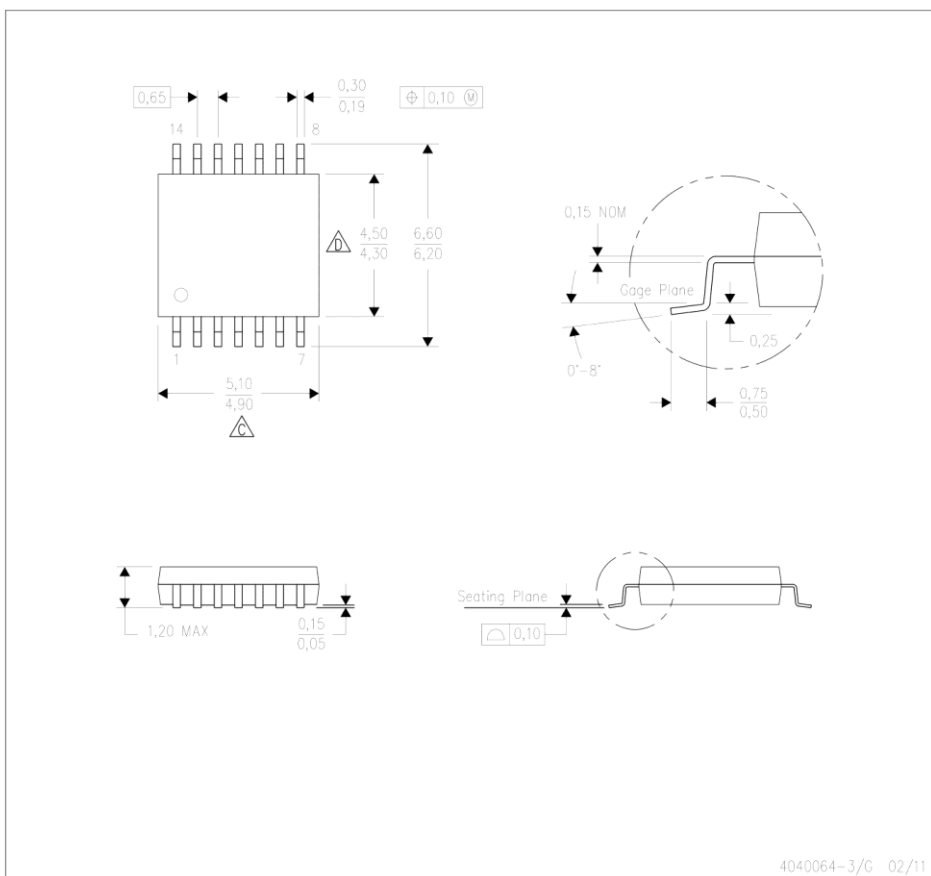 0,65
0,30
0,19
⌖ 0,10 Ⓜ
14
8
4,50
4,30
D
6,60
6,20
1
7
5,10
4,90
C
0,15 NOM
Gage Plane
0,25
0°-8°
0,75
0,50
1,20 MAX
0,15
0,05
Seating Plane
⌓ 0,10
4040064-3/G 02/11